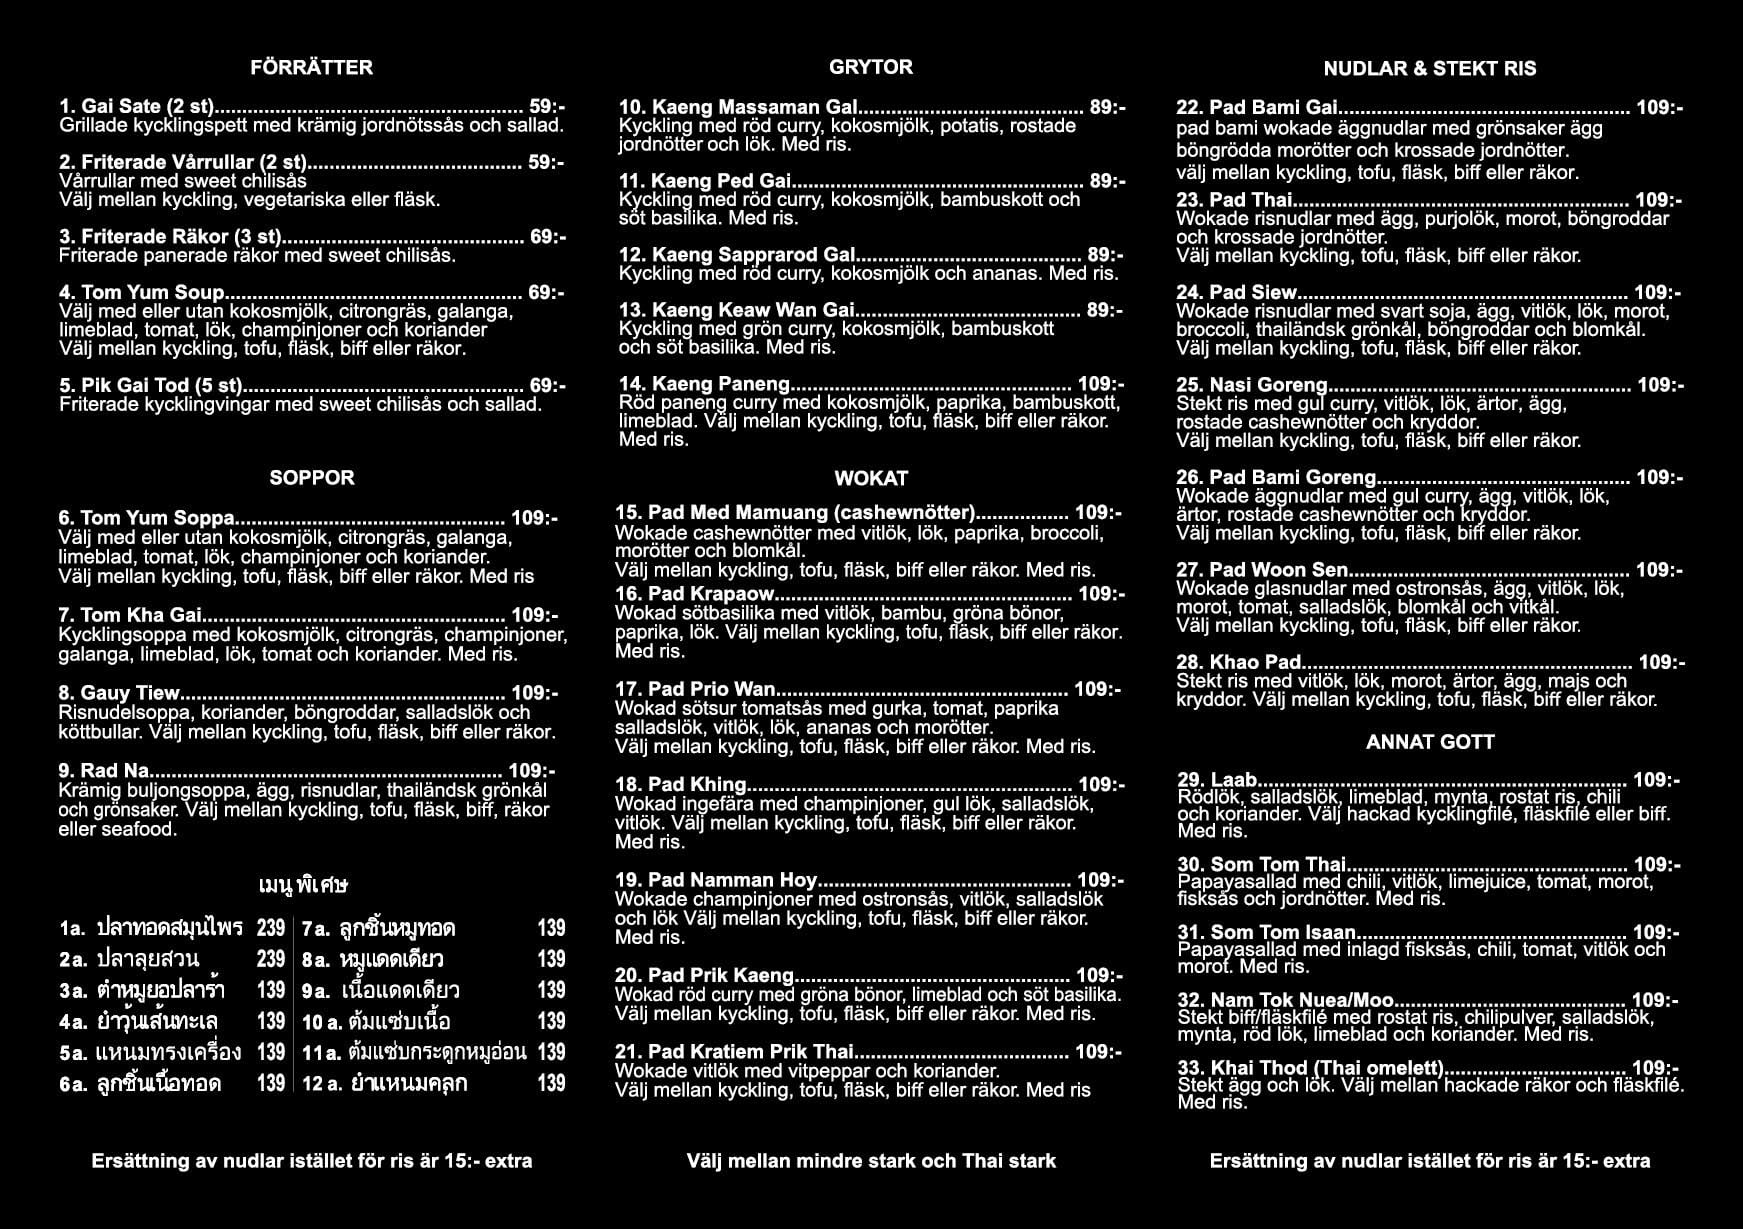 FÖRRÄTTER
1. Gai Sate (2 st)........................................................ 59:-
Grillade kycklingspett med krämig jordnötssås och sallad.
2. Friterade Vårrullar (2 st)....................................... 59:-
Vårrullar med sweet chilisås
Välj mellan kyckling, vegetariska eller fläsk.
3. Friterade Räkor (3 st)............................................ 69:-
Friterade panerade räkor med sweet chilisås.
4. Tom Yum Soup...................................................... 69:-
Välj med eller utan kokosmjölk, citrongräs, galanga,
limeblad, tomat, lök, champinjoner och koriander
Välj mellan kyckling, tofu, fläsk, biff eller räkor.
5. Pik Gai Tod (5 st)................................................... 69:-
Friterade kycklingvingar med sweet chilisås och sallad.
SOPPOR
6. Tom Yum Soppa................................................. 109:-
Välj med eller utan kokosmjölk, citrongräs, galanga,
limeblad, tomat, lök, champinjoner och koriander.
Välj mellan kyckling, tofu, fläsk, biff eller räkor. Med ris
7. Tom Kha Gai....................................................... 109:-
Kycklingsoppa med kokosmjölk, citrongräs, champinjoner,
galanga, limeblad, lök, tomat och koriander. Med ris.
8. Gauy Tiew........................................................... 109:-
Risnudelsoppa, koriander, böngroddar, salladslök och
köttbullar. Välj mellan kyckling, tofu, fläsk, biff eller räkor.
9. Rad Na................................................................ 109:-
Krämig buljongsoppa, ägg, risnudlar, thailändsk grönkål
och grönsaker. Välj mellan kyckling, tofu, fläsk, biff, räkor
eller seafood.
เมนู พิเศษ
1a. ปลาทอดสมุนไพร 239
2a. ปลาลุยสวน 239
3a. ตำหมูยอปลาร้า 139
4a. ยำวุ้นเส้นทะเล 139
5a. แหนมทรงเครื่อง 139
6a. ลูกชิ้นเนื้อทอด 139
7a. ลูกชิ้นหมูทอด 139
8a. หมูแดดเดียว 139
9a. เนื้อแดดเดียว 139
10 a. ต้มแซ่บเนื้อ 139
11a. ต้มแซ่บกระดูกหมูอ่อน 139
12 a. ยำแหนมคลุก 139
Ersättning av nudlar istället för ris är 15:- extra
GRYTOR
10. Kaeng Massaman Gal......................................... 89:-
Kyckling med röd curry, kokosmjölk, potatis, rostade
jordnötter och lök. Med ris.
11. Kaeng Ped Gai..................................................... 89:-
Kyckling med röd curry, kokosmjölk, bambuskott och
söt basilika. Med ris.
12. Kaeng Sapprarod Gal......................................... 89:-
Kyckling med röd curry, kokosmjölk och ananas. Med ris.
13. Kaeng Keaw Wan Gai......................................... 89:-
Kyckling med grön curry, kokosmjölk, bambuskott
och söt basilika. Med ris.
14. Kaeng Paneng................................................... 109:-
Röd paneng curry med kokosmjölk, paprika, bambuskott,
limeblad. Välj mellan kyckling, tofu, fläsk, biff eller räkor.
Med ris.
WOKAT
15. Pad Med Mamuang (cashewnötter)................. 109:-
Wokade cashewnötter med vitlök, lök, paprika, broccoli,
morötter och blomkål.
Välj mellan kyckling, tofu, fläsk, biff eller räkor. Med ris.
16. Pad Krapaow...................................................... 109:-
Wokad sötbasilika med vitlök, bambu, gröna bönor,
paprika, lök. Välj mellan kyckling, tofu, fläsk, biff eller räkor.
Med ris.
17. Pad Prio Wan..................................................... 109:-
Wokad sötsur tomatsås med gurka, tomat, paprika
salladslök, vitlök, lök, ananas och morötter.
Välj mellan kyckling, tofu, fläsk, biff eller räkor. Med ris.
18. Pad Khing........................................................... 109:-
Wokad ingefära med champinjoner, gul lök, salladslök,
vitlök. Välj mellan kyckling, tofu, fläsk, biff eller räkor.
Med ris.
19. Pad Namman Hoy.............................................. 109:-
Wokade champinjoner med ostronsås, vitlök, salladslök
och lök Välj mellan kyckling, tofu, fläsk, biff eller räkor.
Med ris.
20. Pad Prik Kaeng.................................................. 109:-
Wokad röd curry med gröna bönor, limeblad och söt basilika.
Välj mellan kyckling, tofu, fläsk, biff eller räkor. Med ris.
21. Pad Kratiem Prik Thai....................................... 109:-
Wokade vitlök med vitpeppar och koriander.
Välj mellan kyckling, tofu, fläsk, biff eller räkor. Med ris
Välj mellan mindre stark och Thai stark
NUDLAR & STEKT RIS
22. Pad Bami Gai..................................................... 109:-
pad bami wokade äggnudlar med grönsaker ägg
böngrödda morötter och krossade jordnötter.
välj mellan kyckling, tofu, fläsk, biff eller räkor.
23. Pad Thai............................................................. 109:-
Wokade risnudlar med ägg, purjolök, morot, böngroddar
och krossade jordnötter.
Välj mellan kyckling, tofu, fläsk, biff eller räkor.
24. Pad Siew............................................................ 109:-
Wokade risnudlar med svart soja, ägg, vitlök, lök, morot,
broccoli, thailändsk grönkål, böngroddar och blomkål.
Välj mellan kyckling, tofu, fläsk, biff eller räkor.
25. Nasi Goreng....................................................... 109:-
Stekt ris med gul curry, vitlök, lök, ärtor, ägg,
rostade cashewnötter och kryddor.
Välj mellan kyckling, tofu, fläsk, biff eller räkor.
26. Pad Bami Goreng.............................................. 109:-
Wokade äggnudlar med gul curry, ägg, vitlök, lök,
ärtor, rostade cashewnötter och kryddor.
Välj mellan kyckling, tofu, fläsk, biff eller räkor.
27. Pad Woon Sen................................................... 109:-
Wokade glasnudlar med ostronsås, ägg, vitlök, lök,
morot, tomat, salladslök, blomkål och vitkål.
Välj mellan kyckling, tofu, fläsk, biff eller räkor.
28. Khao Pad............................................................ 109:-
Stekt ris med vitlök, lök, morot, ärtor, ägg, majs och
kryddor. Välj mellan kyckling, tofu, fläsk, biff eller räkor.
ANNAT GOTT
29. Laab................................................................... 109:-
Rödlök, salladslök, limeblad, mynta, rostat ris, chili
och koriander. Välj hackad kycklingfilé, fläskfilé eller biff.
Med ris.
30. Som Tom Thai................................................... 109:-
Papayasallad med chili, vitlök, limejuice, tomat, morot,
fisksås och jordnötter. Med ris.
31. Som Tom Isaan................................................. 109:-
Papayasallad med inlagd fisksås, chili, tomat, vitlök och
morot. Med ris.
32. Nam Tok Nuea/Moo.......................................... 109:-
Stekt biff/fläskfilé med rostat ris, chilipulver, salladslök,
mynta, röd lök, limeblad och koriander. Med ris.
33. Khai Thod (Thai omelett)................................. 109:-
Stekt ägg och lök. Välj mellan hackade räkor och fläskfilé.
Med ris.
Ersättning av nudlar istället för ris är 15:- extra